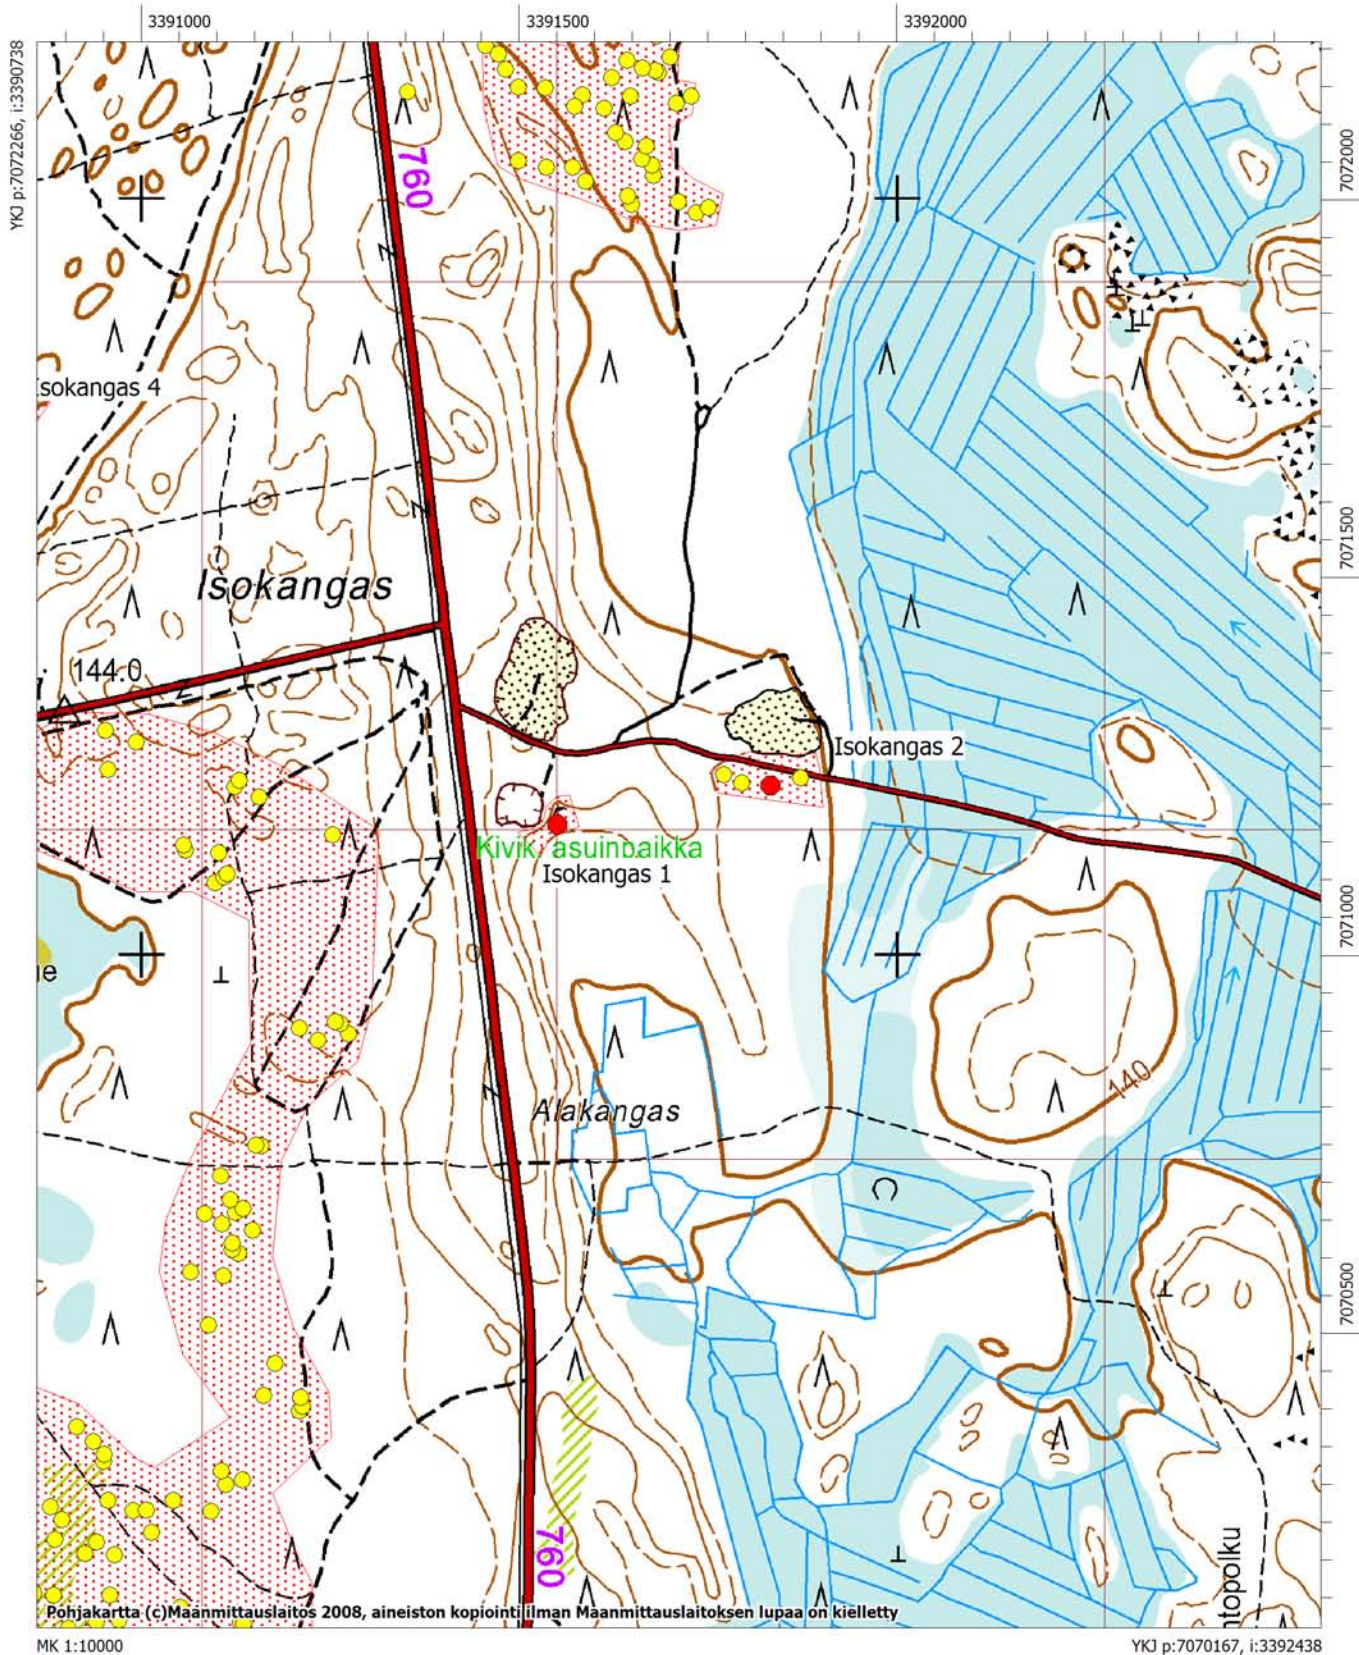 3391000
3391500
3392000
YKJ p:7072266, i:3390738
7072000
760
Isokangas 4
7071500
Isokangas
144.0
Isokangas 2
Kivik. asuinpaikka
Isokangas 1
7071000
Alakangas
140
7070500
760
Pohjakartta (c)Maanmittauslaitos 2008, aineiston kopiointi ilman Maanmittauslaitoksen lupaa on kielletty
MK 1:10000
YKJ p:7070167, i:3392438